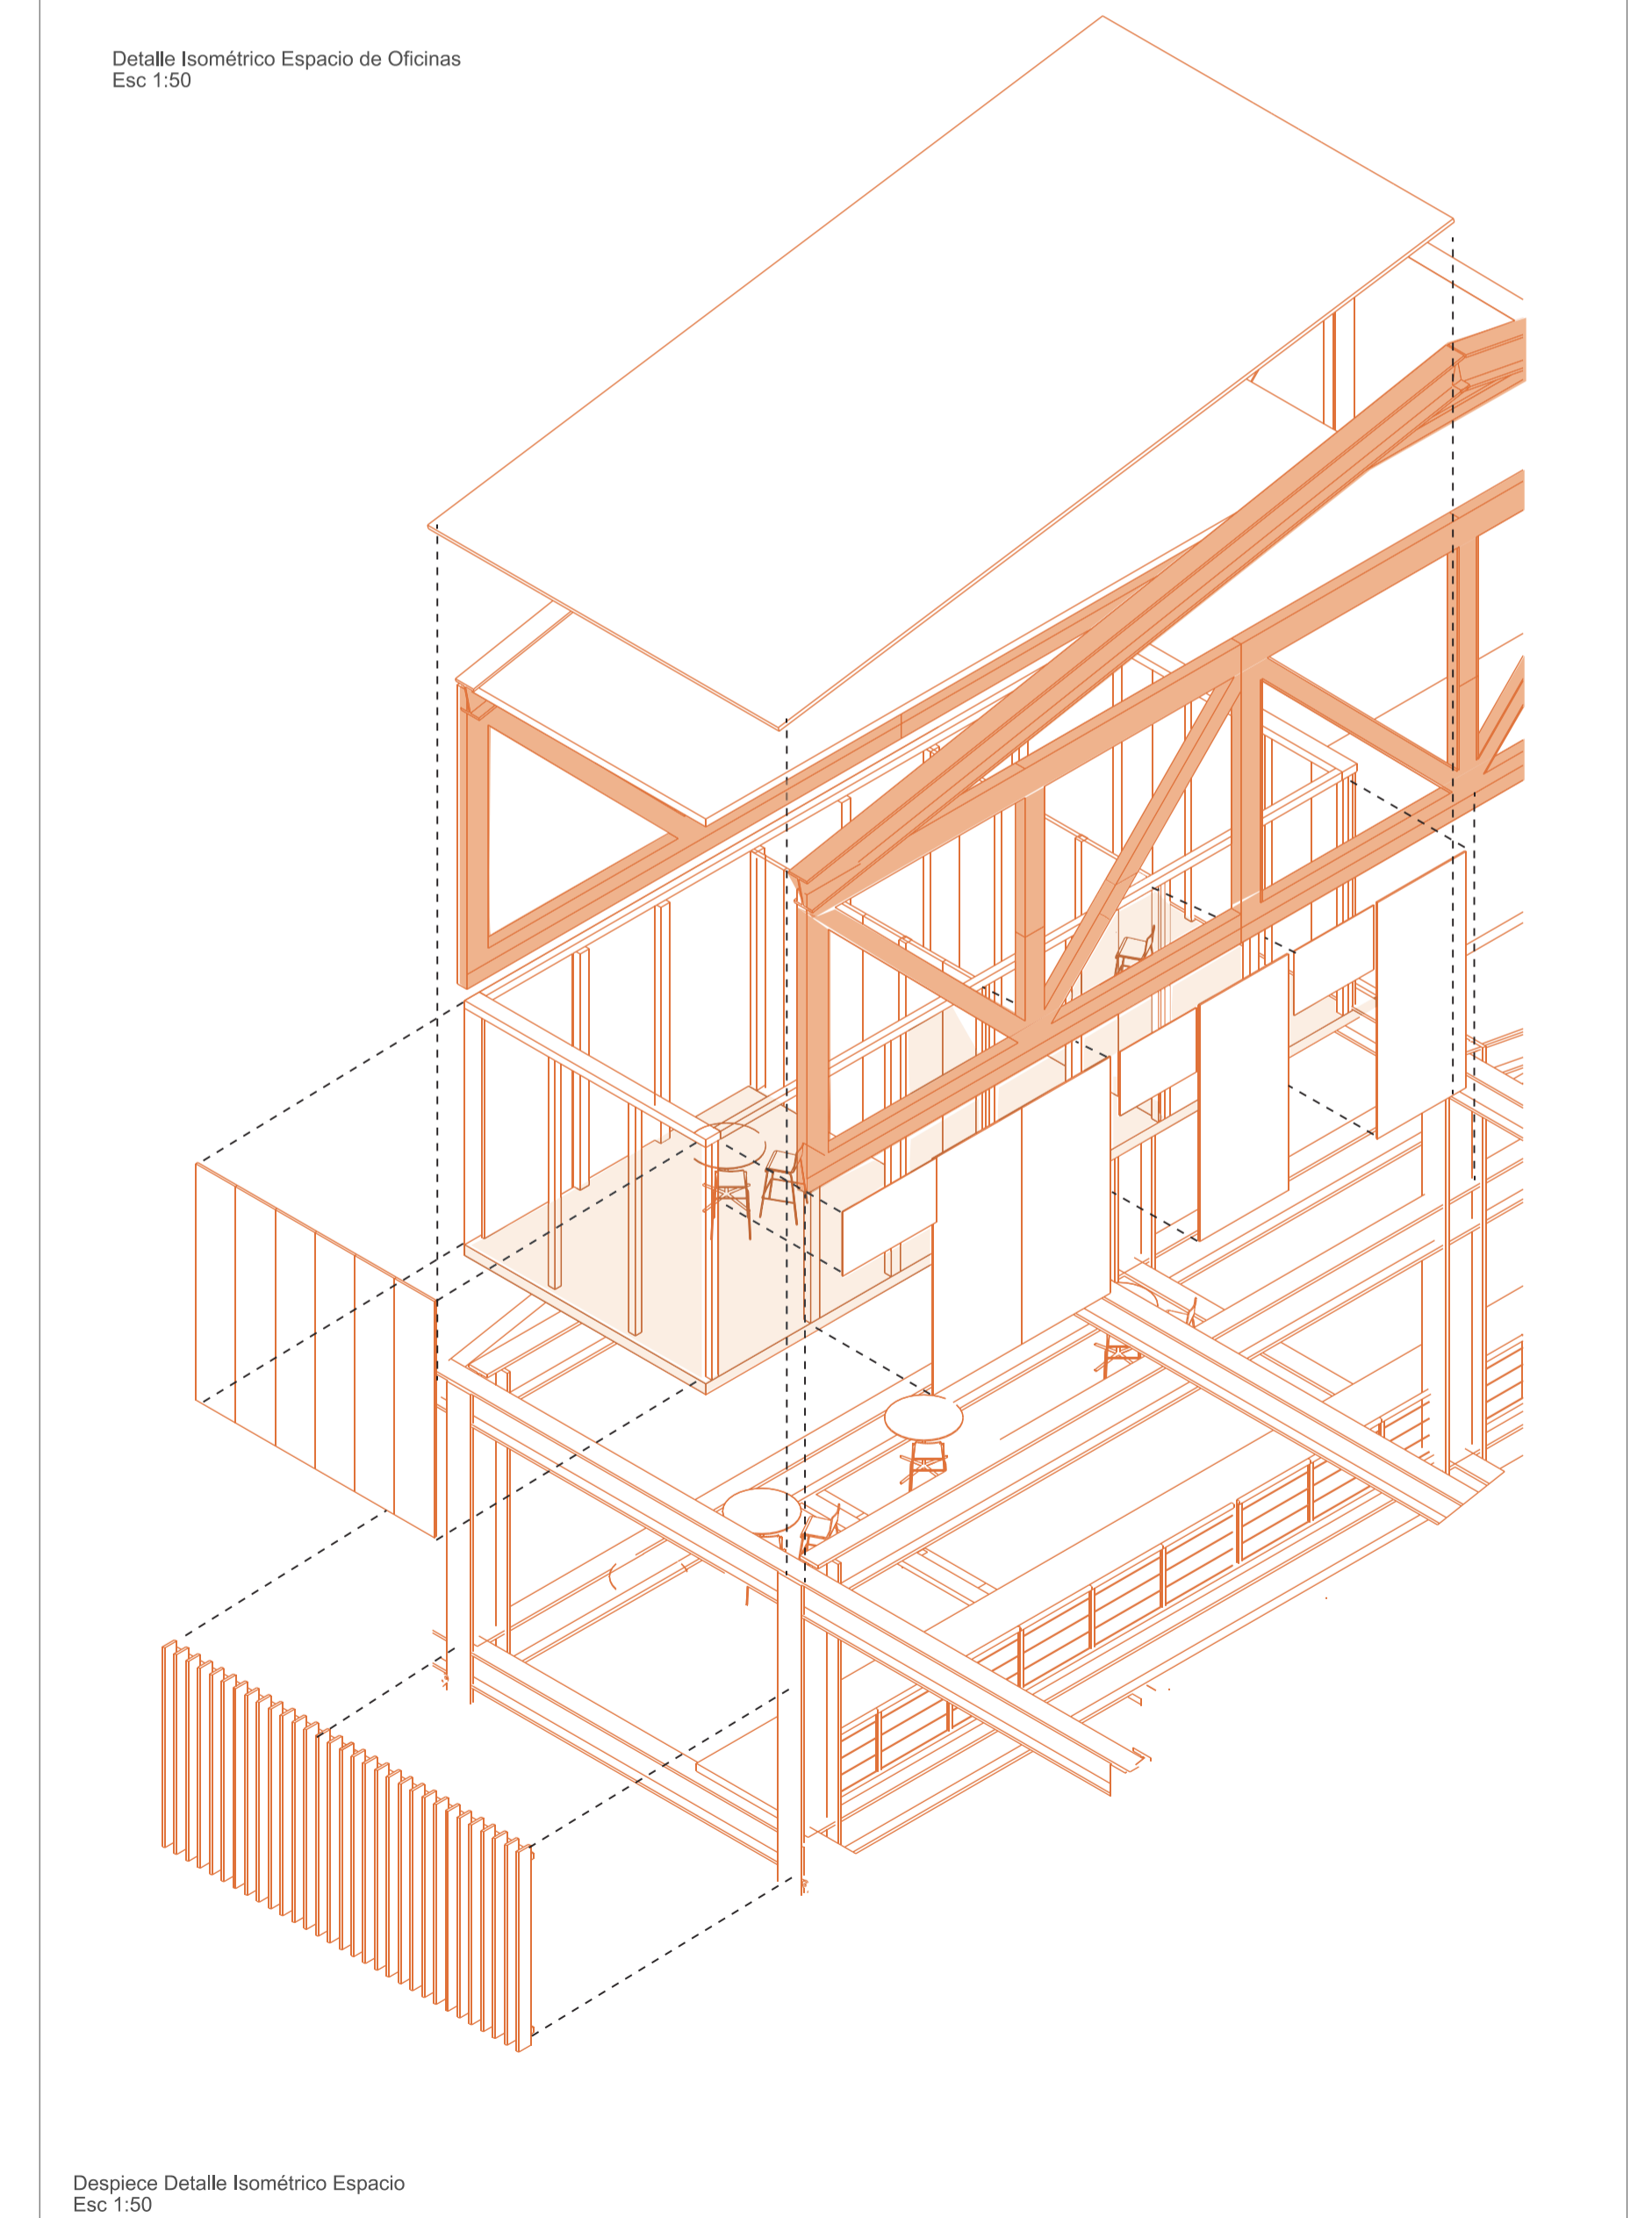 Detalle Isométrico Espacio de Oficinas
Esc 1:50
Despiece Detalle Isométrico Espacio
Esc 1:50